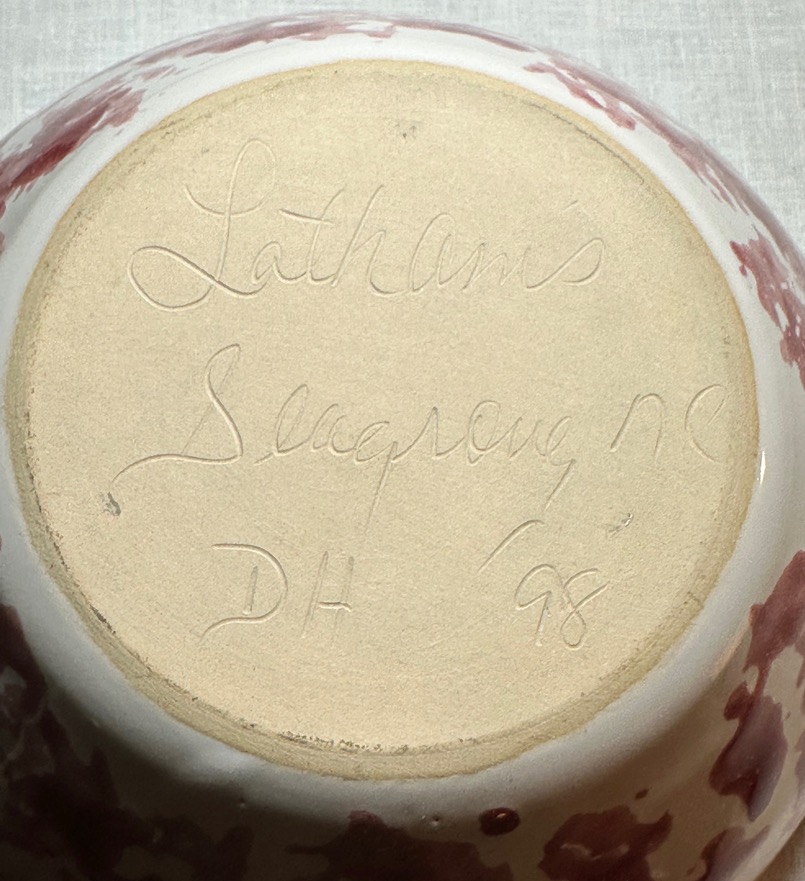 Latham's
Seagrove, NC
DH '98